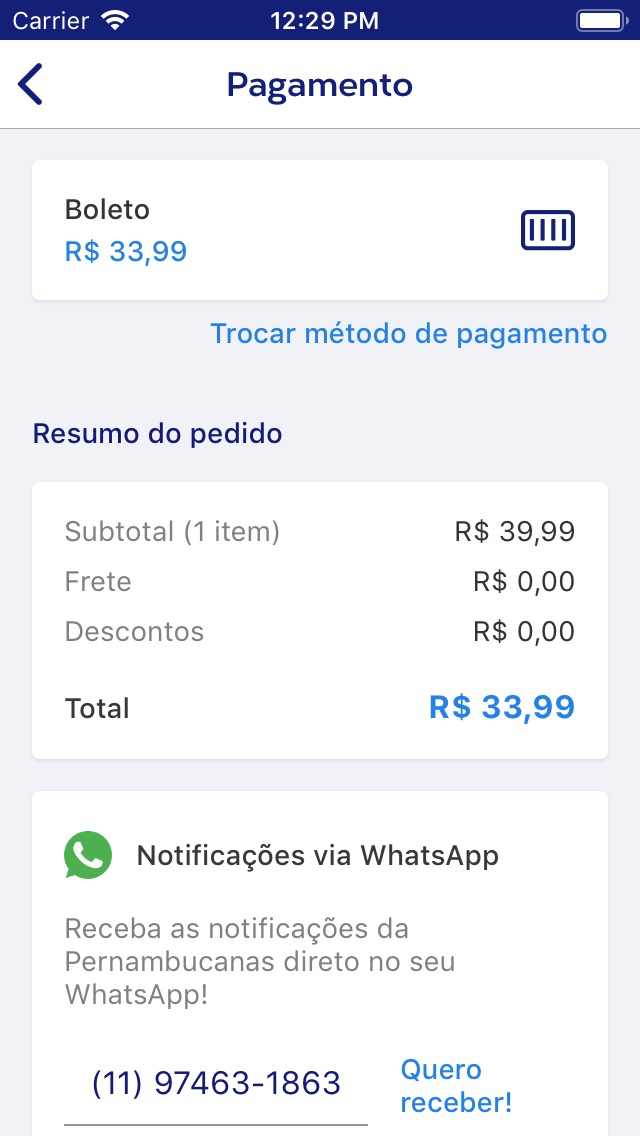 Carrier 12:29 PM
Pagamento
Boleto
R$ 33,99
Trocar método de pagamento
Resumo do pedido
Subtotal (1 item) R$ 39,99
Frete R$ 0,00
Descontos R$ 0,00
Total R$ 33,99
Notificações via WhatsApp
Receba as notificações da
Pernambucanas direto no seu
WhatsApp!
(11) 97463-1863
Quero
receber!